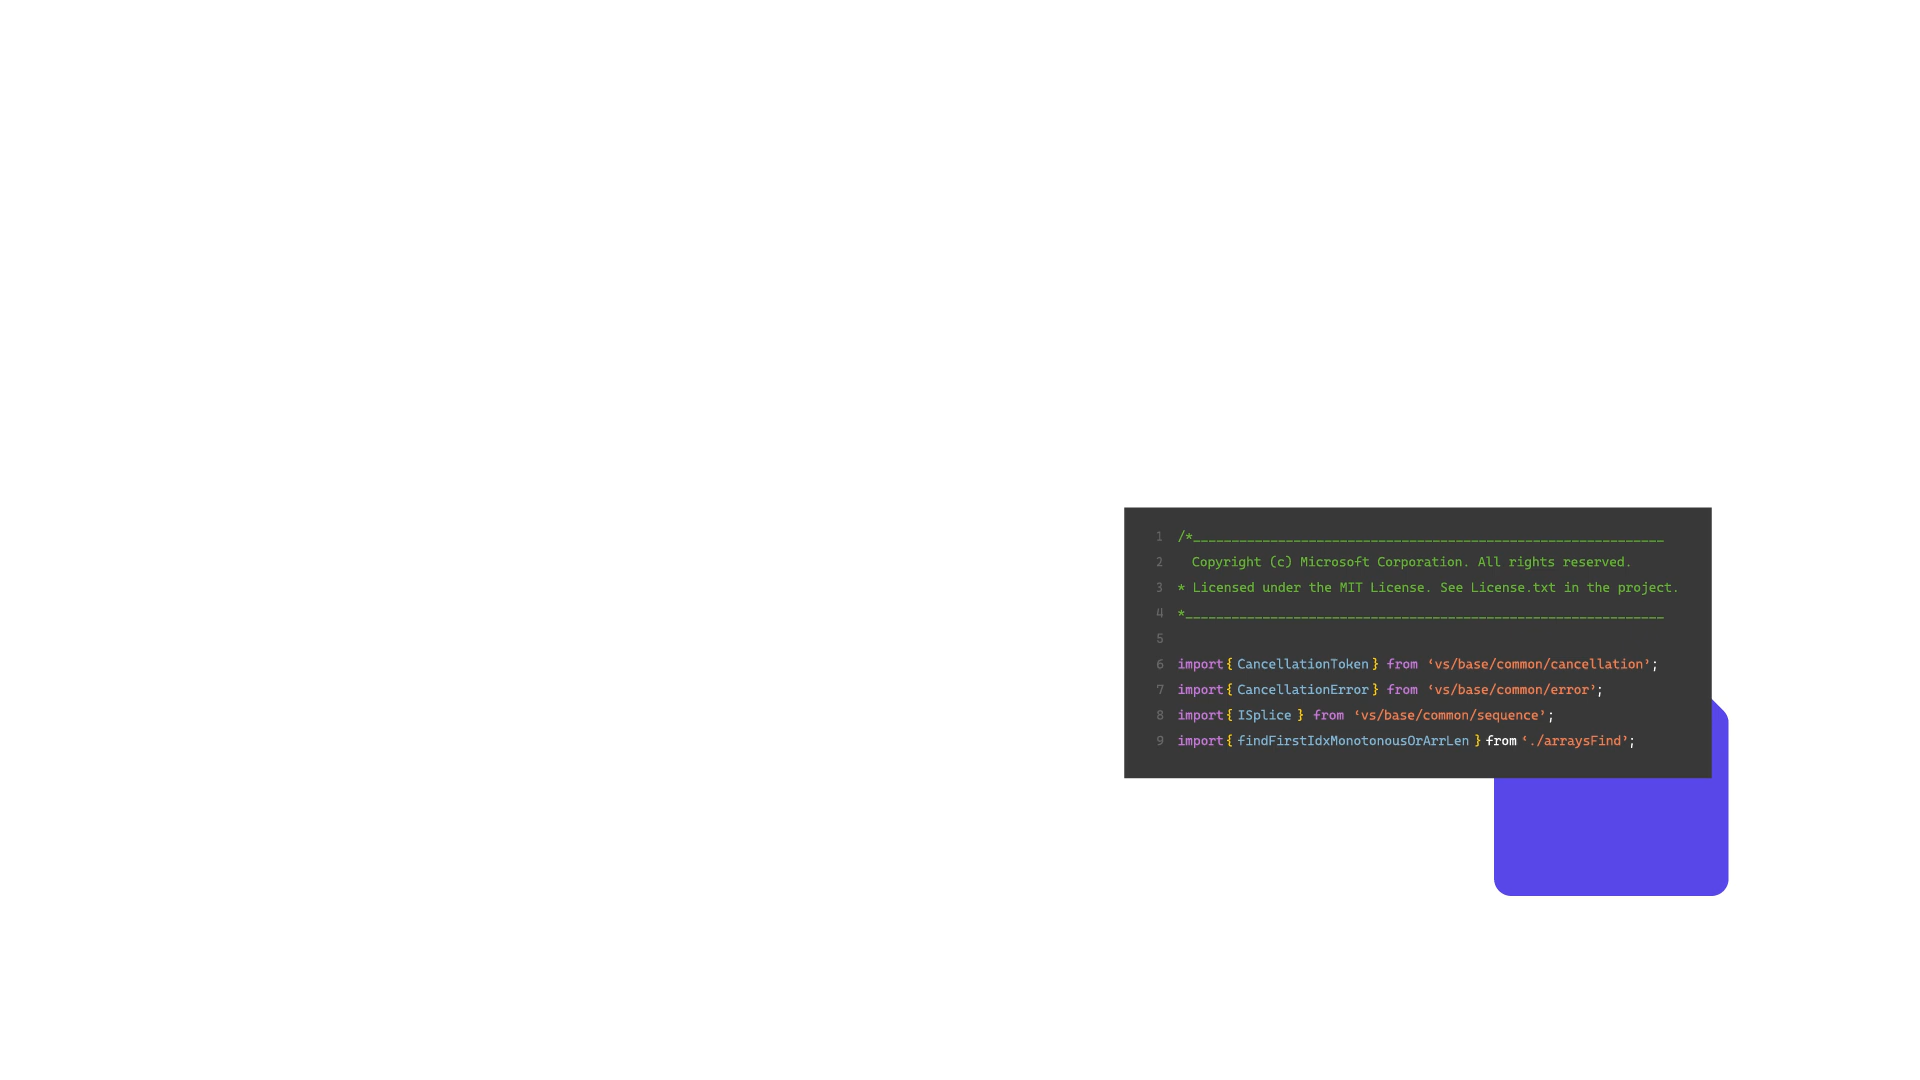 1 /*______________________________________________________________
2 Copyright (c) Microsoft Corporation. All rights reserved.
3 * Licensed under the MIT License. See License.txt in the project.
4 *_______________________________________________________________
5
6 import{ CancellationToken} from ‘vs/base/common/cancellation’;
7 import{ CancellationError} from ‘vs/base/common/error’;
8 import{ ISplice } from ‘vs/base/common/sequence’;
9 import{ findFirstIdxMonotonousOrArrLen } from ‘./arraysFind’;